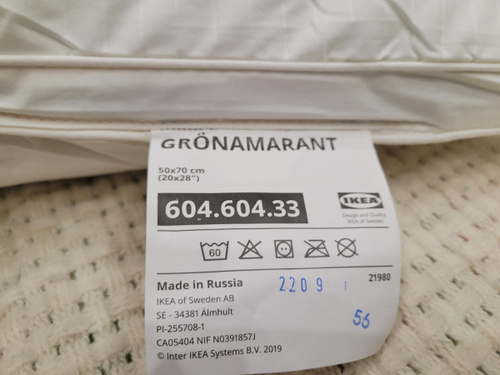 GRÖNAMARANT
50x70 cm
(20x28")
604.604.33
IKEA
Design and Quality
IKEA of Sweden
60
Made in Russia
2209 21980
IKEA of Sweden AB
SE - 34381 Älmhult
56
PI-255708-1
CA05404 NIF N0391857J
© Inter IKEA Systems B.V. 2019